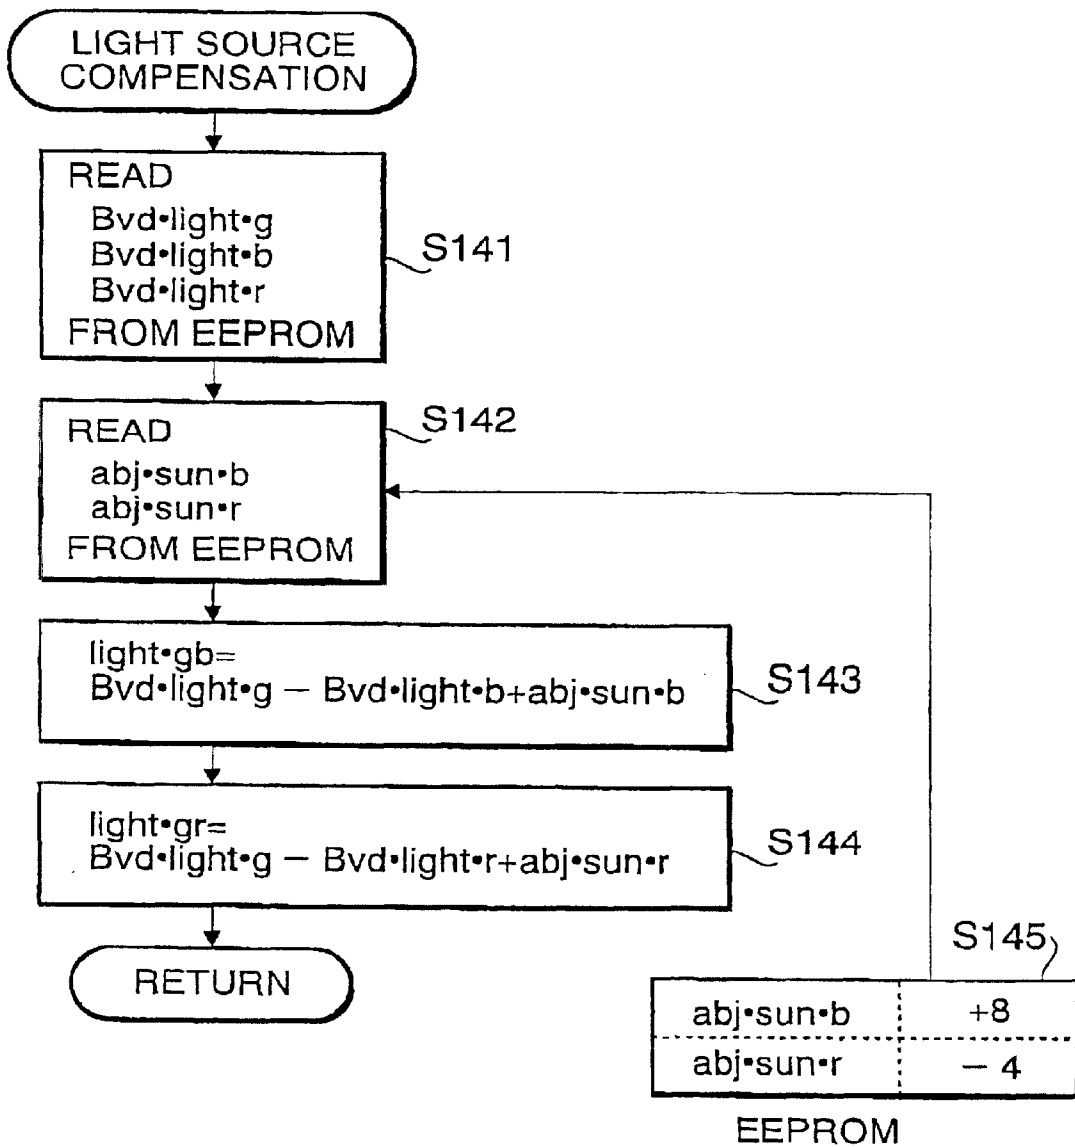 LIGHT SOURCE
COMPENSATION
READ
Bvd•light•g
Bvd•light•b
Bvd•light•r
FROM EEPROM
S141
READ
abj•sun•b
abj•sun•r
FROM EEPROM
S142
light•gb=
Bvd•light•g − Bvd•light•b+abj•sun•b
S143
light•gr=
Bvd•light•g − Bvd•light•r+abj•sun•r
S144
RETURN
S145
abj•sun•b +8
abj•sun•r − 4
EEPROM